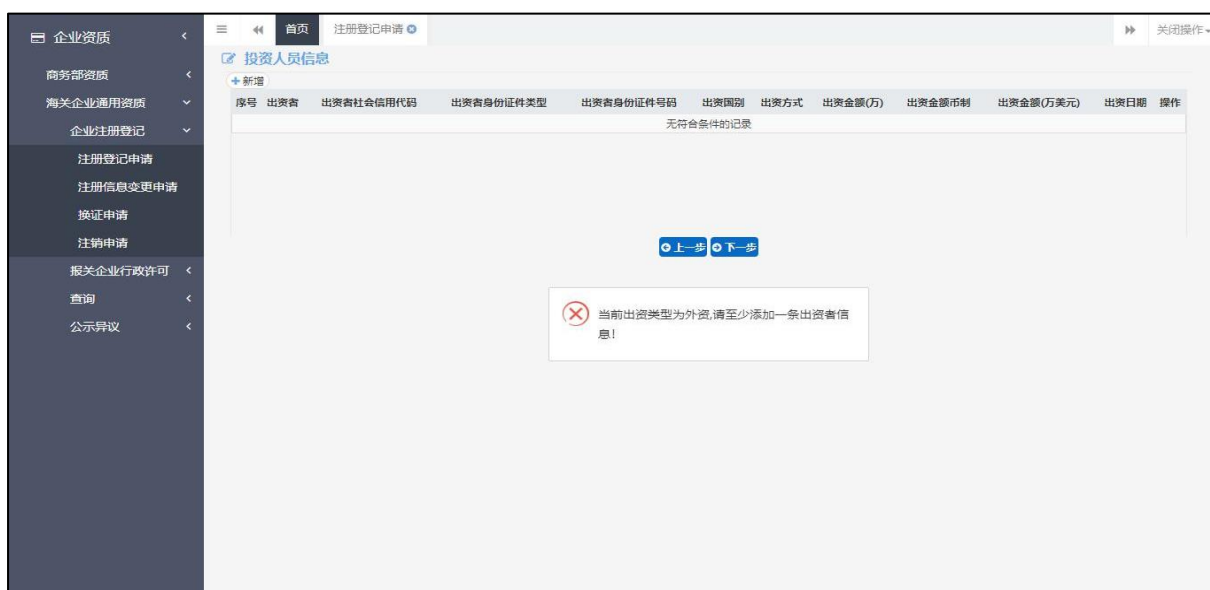 企业资质
商务部资质
海关企业通用资质
企业注册登记
注册登记申请
注册信息变更申请
换证申请
注销申请
报关企业行政许可
查询
公示异议
首页 注册登记申请 关闭操作
投资人员信息
新增
序号 出资者 出资者社会信用代码 出资者身份证件类型 出资者身份证件号码 出资国别 出资方式 出资金额(万) 出资金额币制 出资金额(万美元) 出资日期 操作
无符合条件的记录
上一步 下一步
当前出资类型为外资,请至少添加一条出资者信
息!